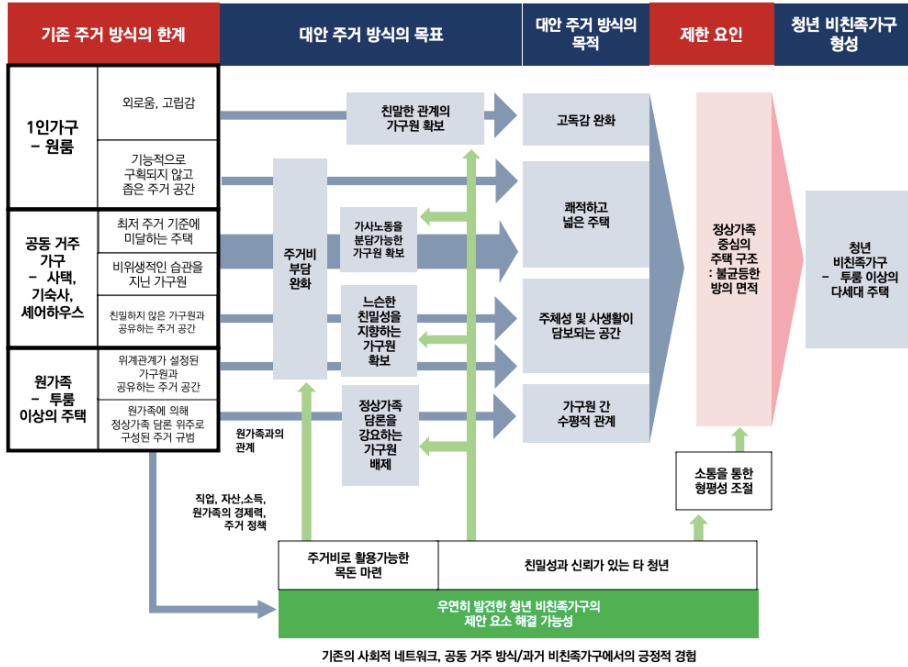 기존 주거 방식의 한계
대안 주거 방식의 목표
대안 주거 방식의
목적
제한 요인
청년 비친족가구
형성
1인가구
– 원룸
외로움, 고립감
기능적으로
구획되지 않고
좁은 주거 공간
공동 거주
가구
– 사택,
기숙사,
셰어하우스
최저 주거 기준에
미달하는 주택
비위생적인 습관을
지닌 가구원
친밀하지 않은 가구원과
공유하는 주거 공간
원가족
– 투룸
이상의 주택
위계관계가 설정된
가구원과
공유하는 주거 공간
원가족에 의해
정상가족 담론 위주로
구성된 주거 규범
주거비
부담
완화
친말한 관계의
가구원 확보
가사노동을
분담가능한
가구원 확보
느슨한
친밀성을
지향하는
가구원
확보
정상가족
담론을
강요하는
가구원
배제
원가족과의
관계
직업, 자산,소득,
원가족의 경제력,
주거 정책
고독감 완화
쾌적하고
넓은 주택
주체성 및 사생활이
담보되는 공간
가구원 간
수평적 관계
정상가족
중심의
주택 구조
: 불균등한
방의 면적
청년
비친족가구
– 투룸 이상의
다세대 주택
소통을 통한
형평성 조절
주거비로 활용가능한
목돈 마련
친밀성과 신뢰가 있는 타 청년
우연히 발견한 청년 비친족가구의
제안 요소 해결 가능성
기존의 사회적 네트워크, 공동 거주 방식/과거 비친족가구에서의 긍정적 경험